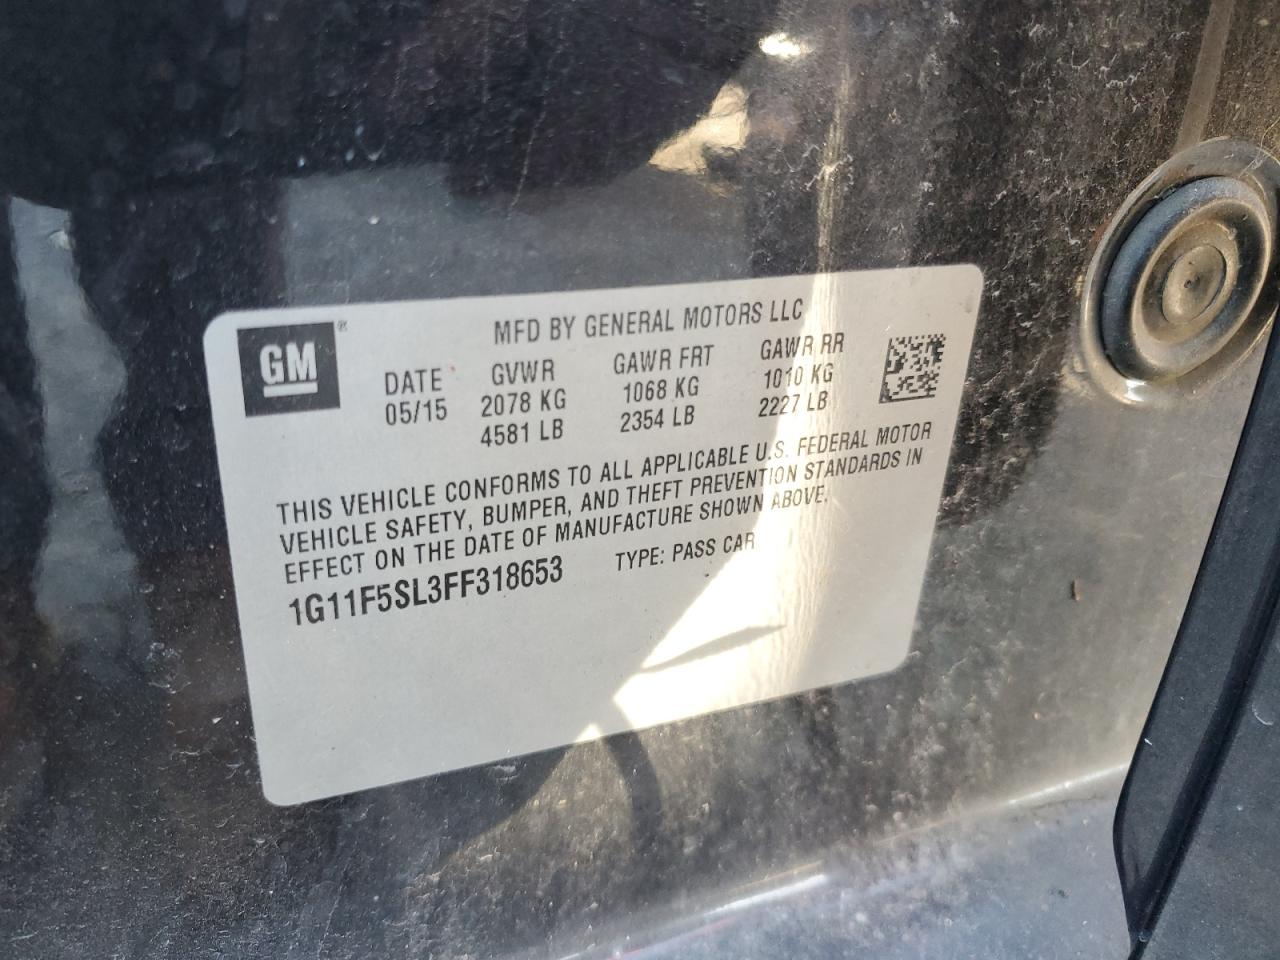 GM®
MFD BY GENERAL MOTORS LLC
DATE GVWR GAWR FRT GAWR RR
05/15 2078 KG 1068 KG 1010 KG
4581 LB 2354 LB 2227 LB
THIS VEHICLE CONFORMS TO ALL APPLICABLE U.S. FEDERAL MOTOR
VEHICLE SAFETY, BUMPER, AND THEFT PREVENTION STANDARDS IN
EFFECT ON THE DATE OF MANUFACTURE SHOWN ABOVE.
1G11F5SL3FF318653 TYPE: PASS CAR